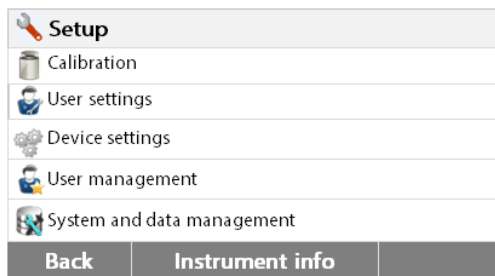 Setup
Calibration
User settings
Device settings
User management
System and data management
Back Instrument info